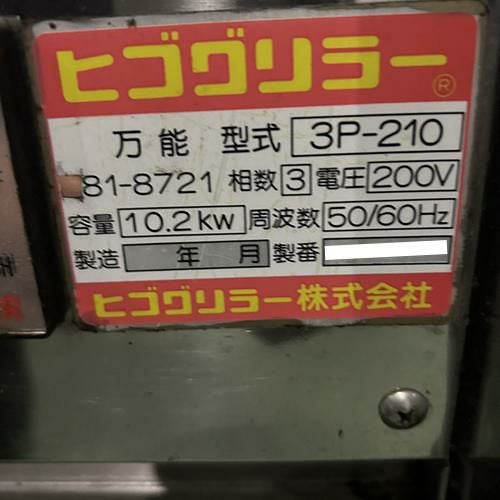 ヒゴグリラー®
万能 型式 3P-210
81-8721 相数 3 電圧 200V
容量 10.2kw 周波数 50/60Hz
製造 年 月 製番
ヒゴグリラー株式会社